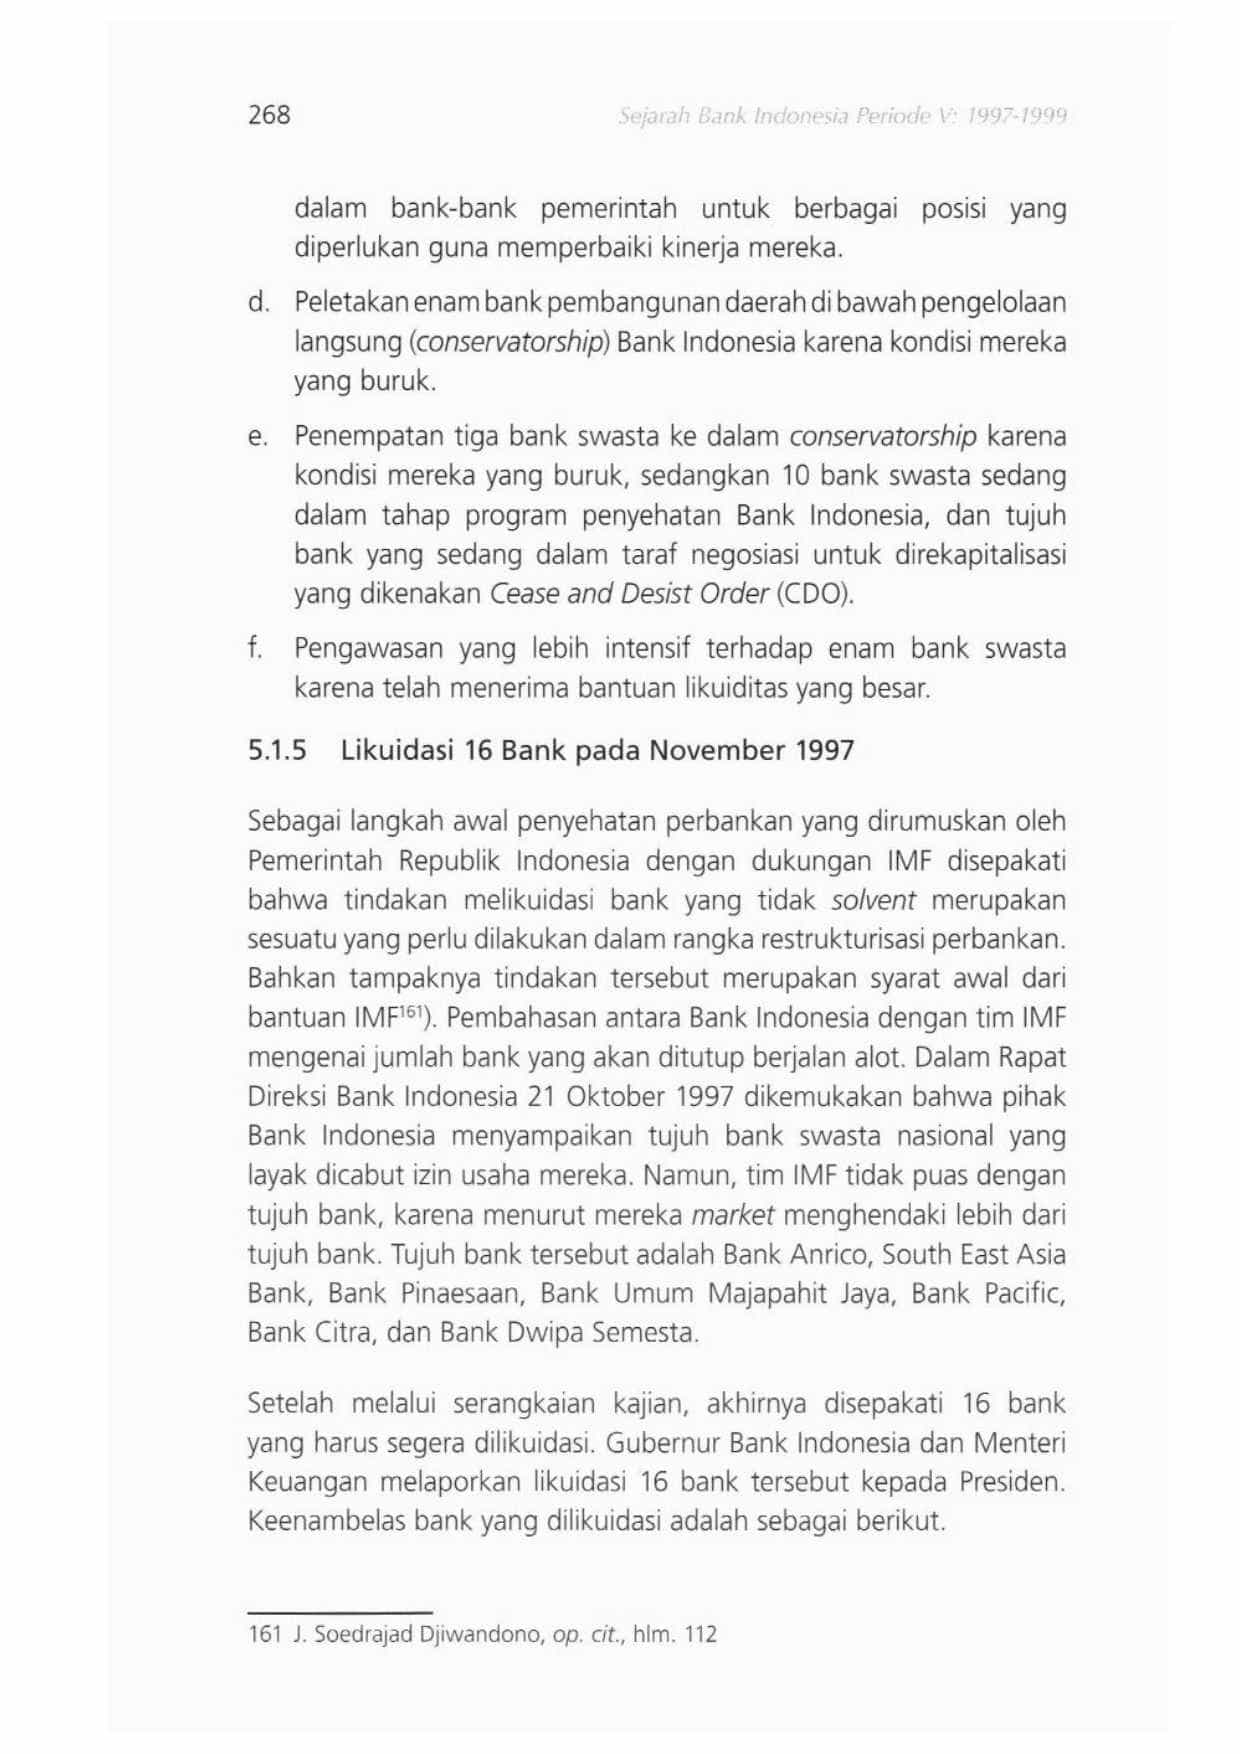 268
Sejarah Bank Indonesia Periode V: 1997-1999
dalam bank-bank pemerintah untuk berbagai posisi yang
diperlukan guna memperbaiki kinerja mereka.
d. Peletakan enam bank pembangunan daerah di bawah pengelolaan
langsung (conservatorship) Bank Indonesia karena kondisi mereka
yang buruk.
e. Penempatan tiga bank swasta ke dalam conservatorship karena
kondisi mereka yang buruk, sedangkan 10 bank swasta sedang
dalam tahap program penyehatan Bank Indonesia, dan tujuh
bank yang sedang dalam taraf negosiasi untuk direkapitalisasi
yang dikenakan Cease and Desist Order (CDO).
f. Pengawasan yang lebih intensif terhadap enam bank swasta
karena telah menerima bantuan likuiditas yang besar.
5.1.5 Likuidasi 16 Bank pada November 1997
Sebagai langkah awal penyehatan perbankan yang dirumuskan oleh
Pemerintah Republik Indonesia dengan dukungan IMF disepakati
bahwa tindakan melikuidasi bank yang tidak solvent merupakan
sesuatu yang perlu dilakukan dalam rangka restrukturisasi perbankan.
Bahkan tampaknya tindakan tersebut merupakan syarat awal dari
bantuan IMF¹⁶¹). Pembahasan antara Bank Indonesia dengan tim IMF
mengenai jumlah bank yang akan ditutup berjalan alot. Dalam Rapat
Direksi Bank Indonesia 21 Oktober 1997 dikemukakan bahwa pihak
Bank Indonesia menyampaikan tujuh bank swasta nasional yang
layak dicabut izin usaha mereka. Namun, tim IMF tidak puas dengan
tujuh bank, karena menurut mereka market menghendaki lebih dari
tujuh bank. Tujuh bank tersebut adalah Bank Anrico, South East Asia
Bank, Bank Pinaesaan, Bank Umum Majapahit Jaya, Bank Pacific,
Bank Citra, dan Bank Dwipa Semesta.
Setelah melalui serangkaian kajian, akhirnya disepakati 16 bank
yang harus segera dilikuidasi. Gubernur Bank Indonesia dan Menteri
Keuangan melaporkan likuidasi 16 bank tersebut kepada Presiden.
Keenambelas bank yang dilikuidasi adalah sebagai berikut.
161 J. Soedrajad Djiwandono, op. cit., hlm. 112